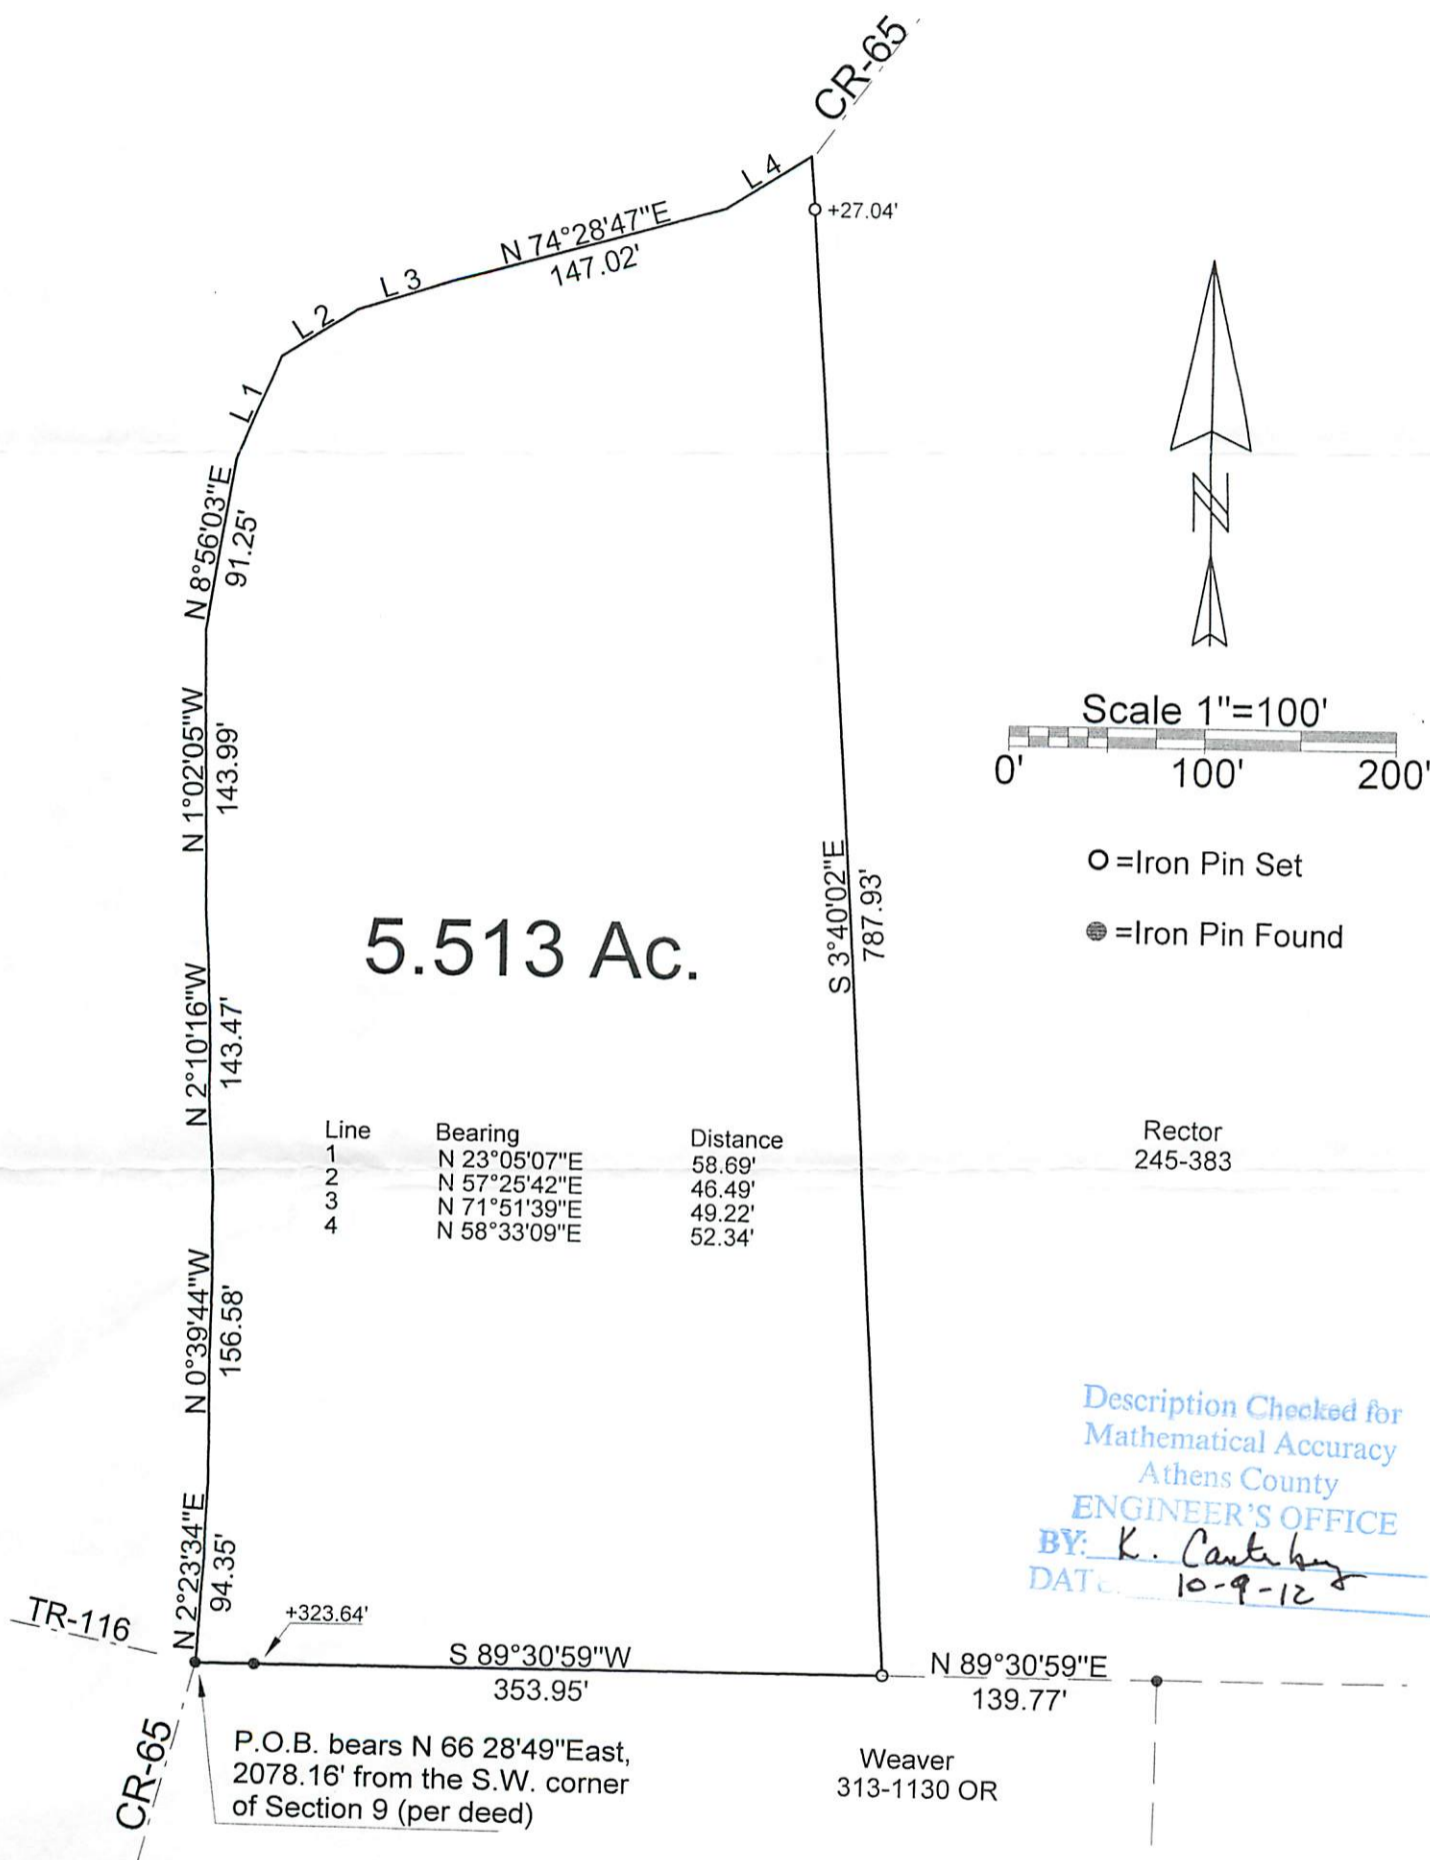 CR-65
L 4
+27.04'
N 74°28'47"E
147.02'
L 3
L 2
L 1
N 8°56'03"E
91.25'
N
Scale 1"=100'
0' 100' 200'
N 1°02'05"W
143.99'
=Iron Pin Set
=Iron Pin Found
S 3°40'02"E
787.93'
5.513 Ac.
N 2°10'16"W
143.47'
Line Bearing Distance
1 N 23°05'07"E 58.69'
2 N 57°25'42"E 46.49'
3 N 71°51'39"E 49.22'
4 N 58°33'09"E 52.34'
Rector
245-383
N 0°39'44"W
156.58'
Description Checked for
Mathematical Accuracy
Athens County
ENGINEER'S OFFICE
BY: K.
DATE 10-9-12
N 2°23'34"E
94.35'
TR-116
+323.64'
S 89°30'59"W
353.95'
N 89°30'59"E
139.77'
CR-65
P.O.B. bears N 66 28'49"East,
2078.16' from the S.W. corner
of Section 9 (per deed)
Weaver
313-1130 OR